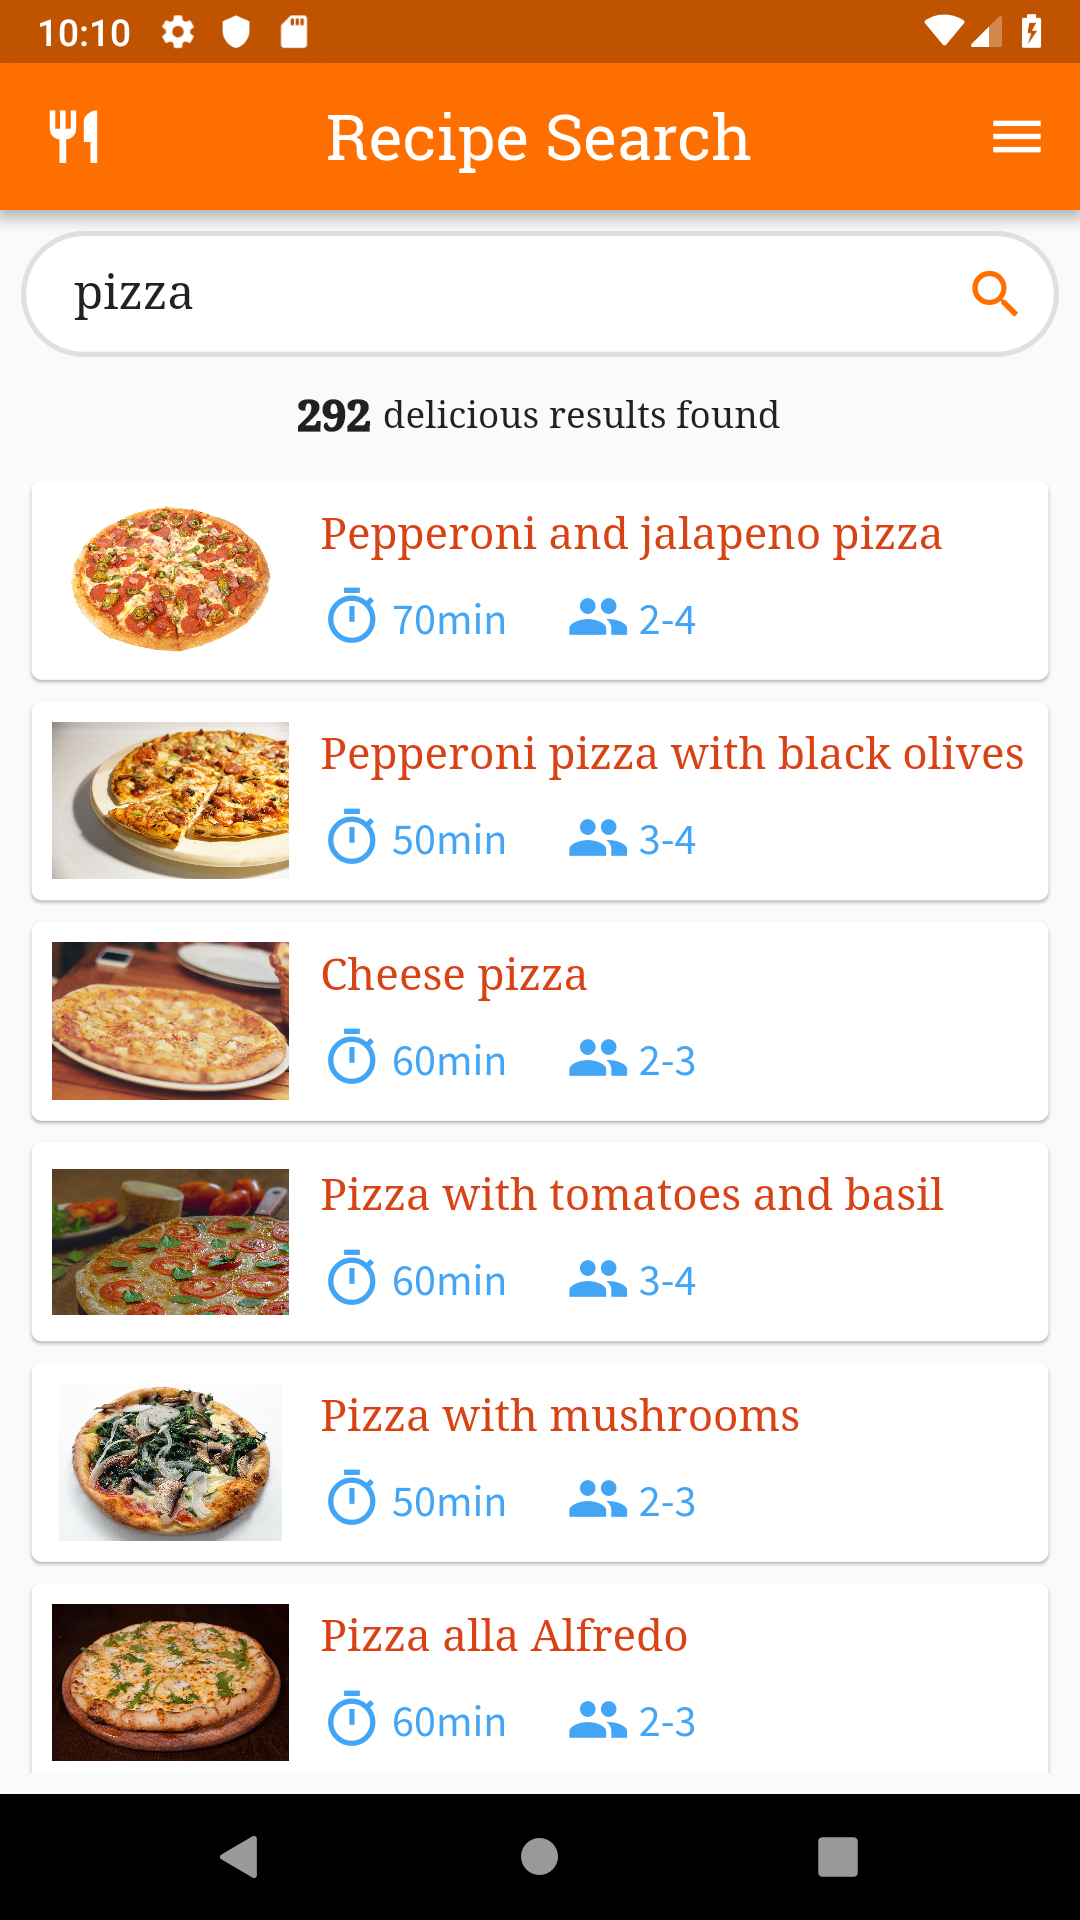 10:10
Recipe Search
pizza
292 delicious results found
Pepperoni and jalapeno pizza
70min 2-4
Pepperoni pizza with black olives
50min 3-4
Cheese pizza
60min 2-3
Pizza with tomatoes and basil
60min 3-4
Pizza with mushrooms
50min 2-3
Pizza alla Alfredo
60min 2-3